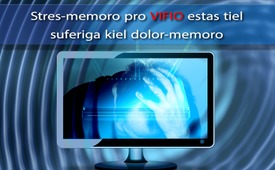 Stres-memoro pro VIFIO estas tiel
suferiga kiel dolor-memoro